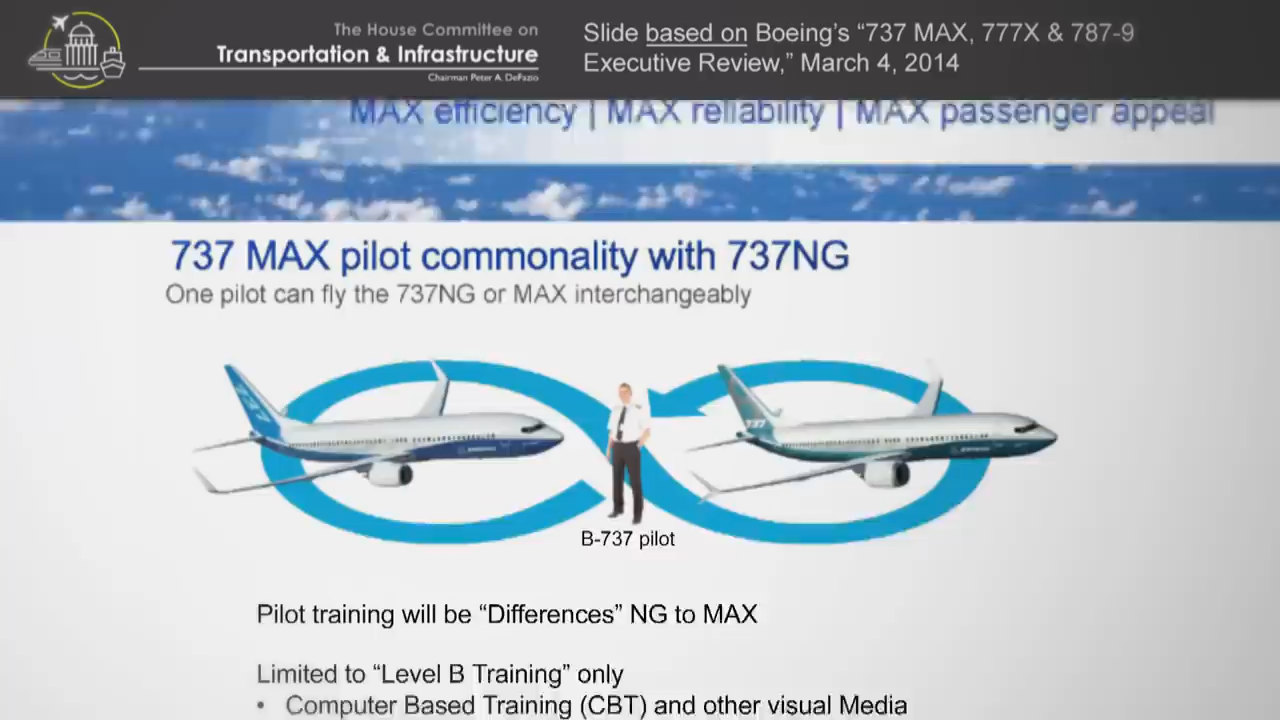 The House Committee on
Transportation & Infrastructure
Chairman Peter A. DeFazio
Slide based on Boeing's “737 MAX, 777X & 787-9
Executive Review,” March 4, 2014
MAX efficiency | MAX reliability | MAX passenger appeal
737 MAX pilot commonality with 737NG
One pilot can fly the 737NG or MAX interchangeably
737
737
B-737 pilot
Pilot training will be “Differences” NG to MAX
Limited to “Level B Training” only
• Computer Based Training (CBT) and other visual Media